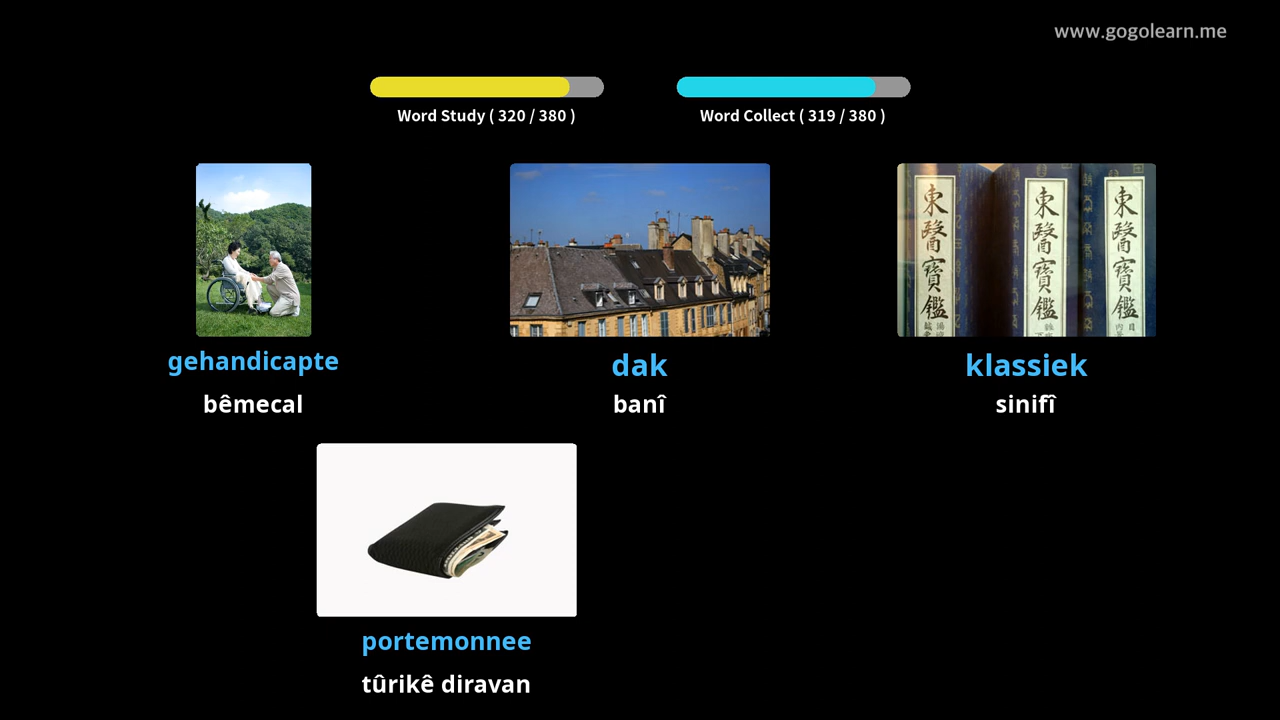 www.gogolearn.me
Word Study ( 320 / 380 )
Word Collect ( 319 / 380 )
東醫寶鑑
東醫寶鑑
東醫寶鑑
gehandicapte
dak
klassiek
bêmecal
banî
sinifî
portemonnee
tûrikê diravan